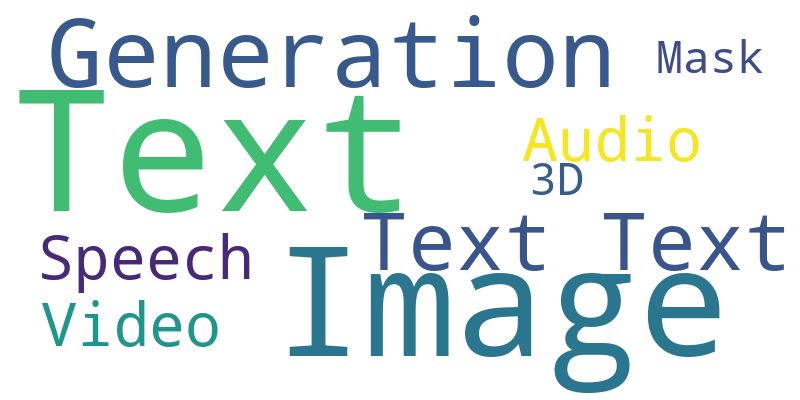 Generation
Mask
Text
Audio
3D
Text Text
Speech
Image
Video